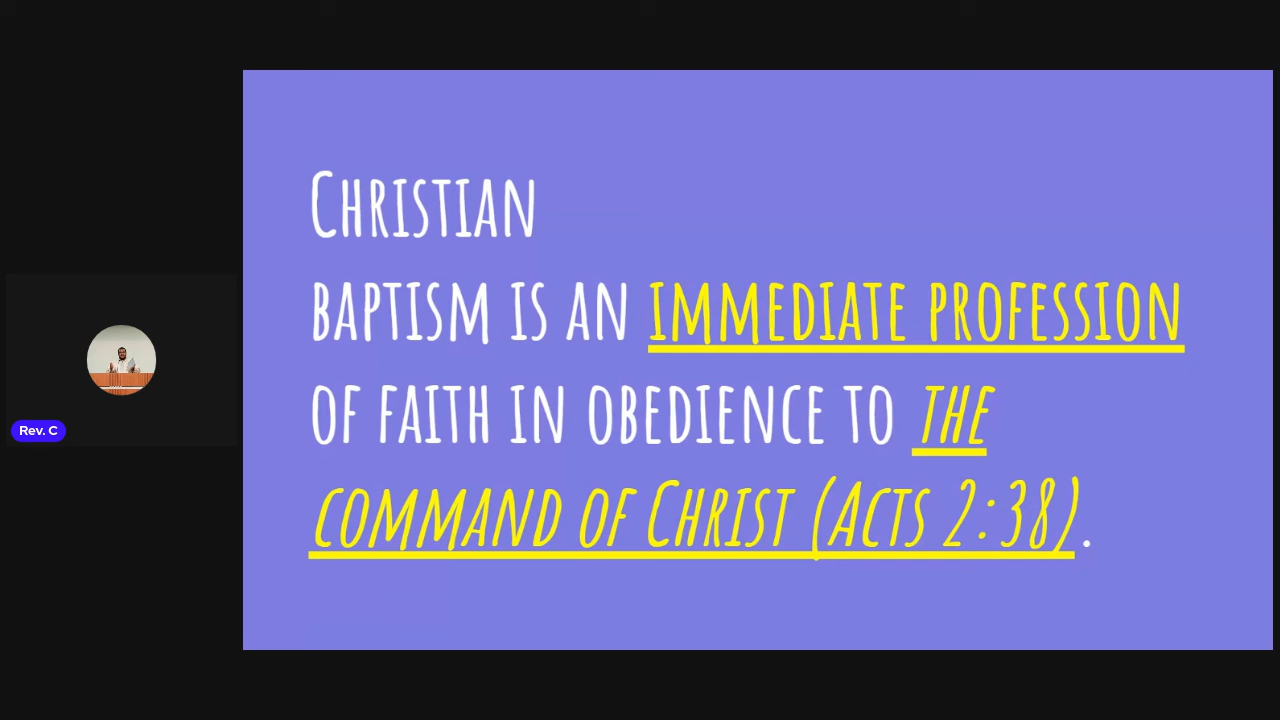 Christian
baptism is an immediate profession
of faith in obedience to the
command of Christ (Acts 2:38).
Rev. C